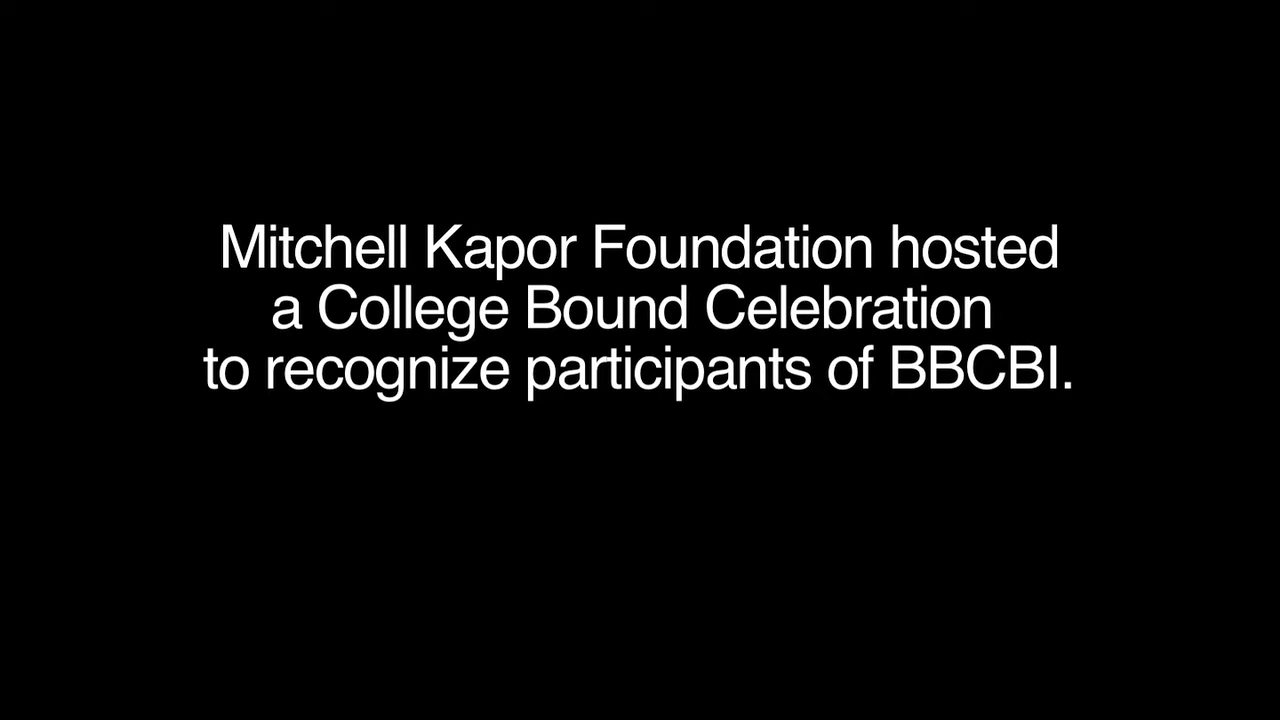 Mitchell Kapor Foundation hosted
a College Bound Celebration
to recognize participants of BBCBI.